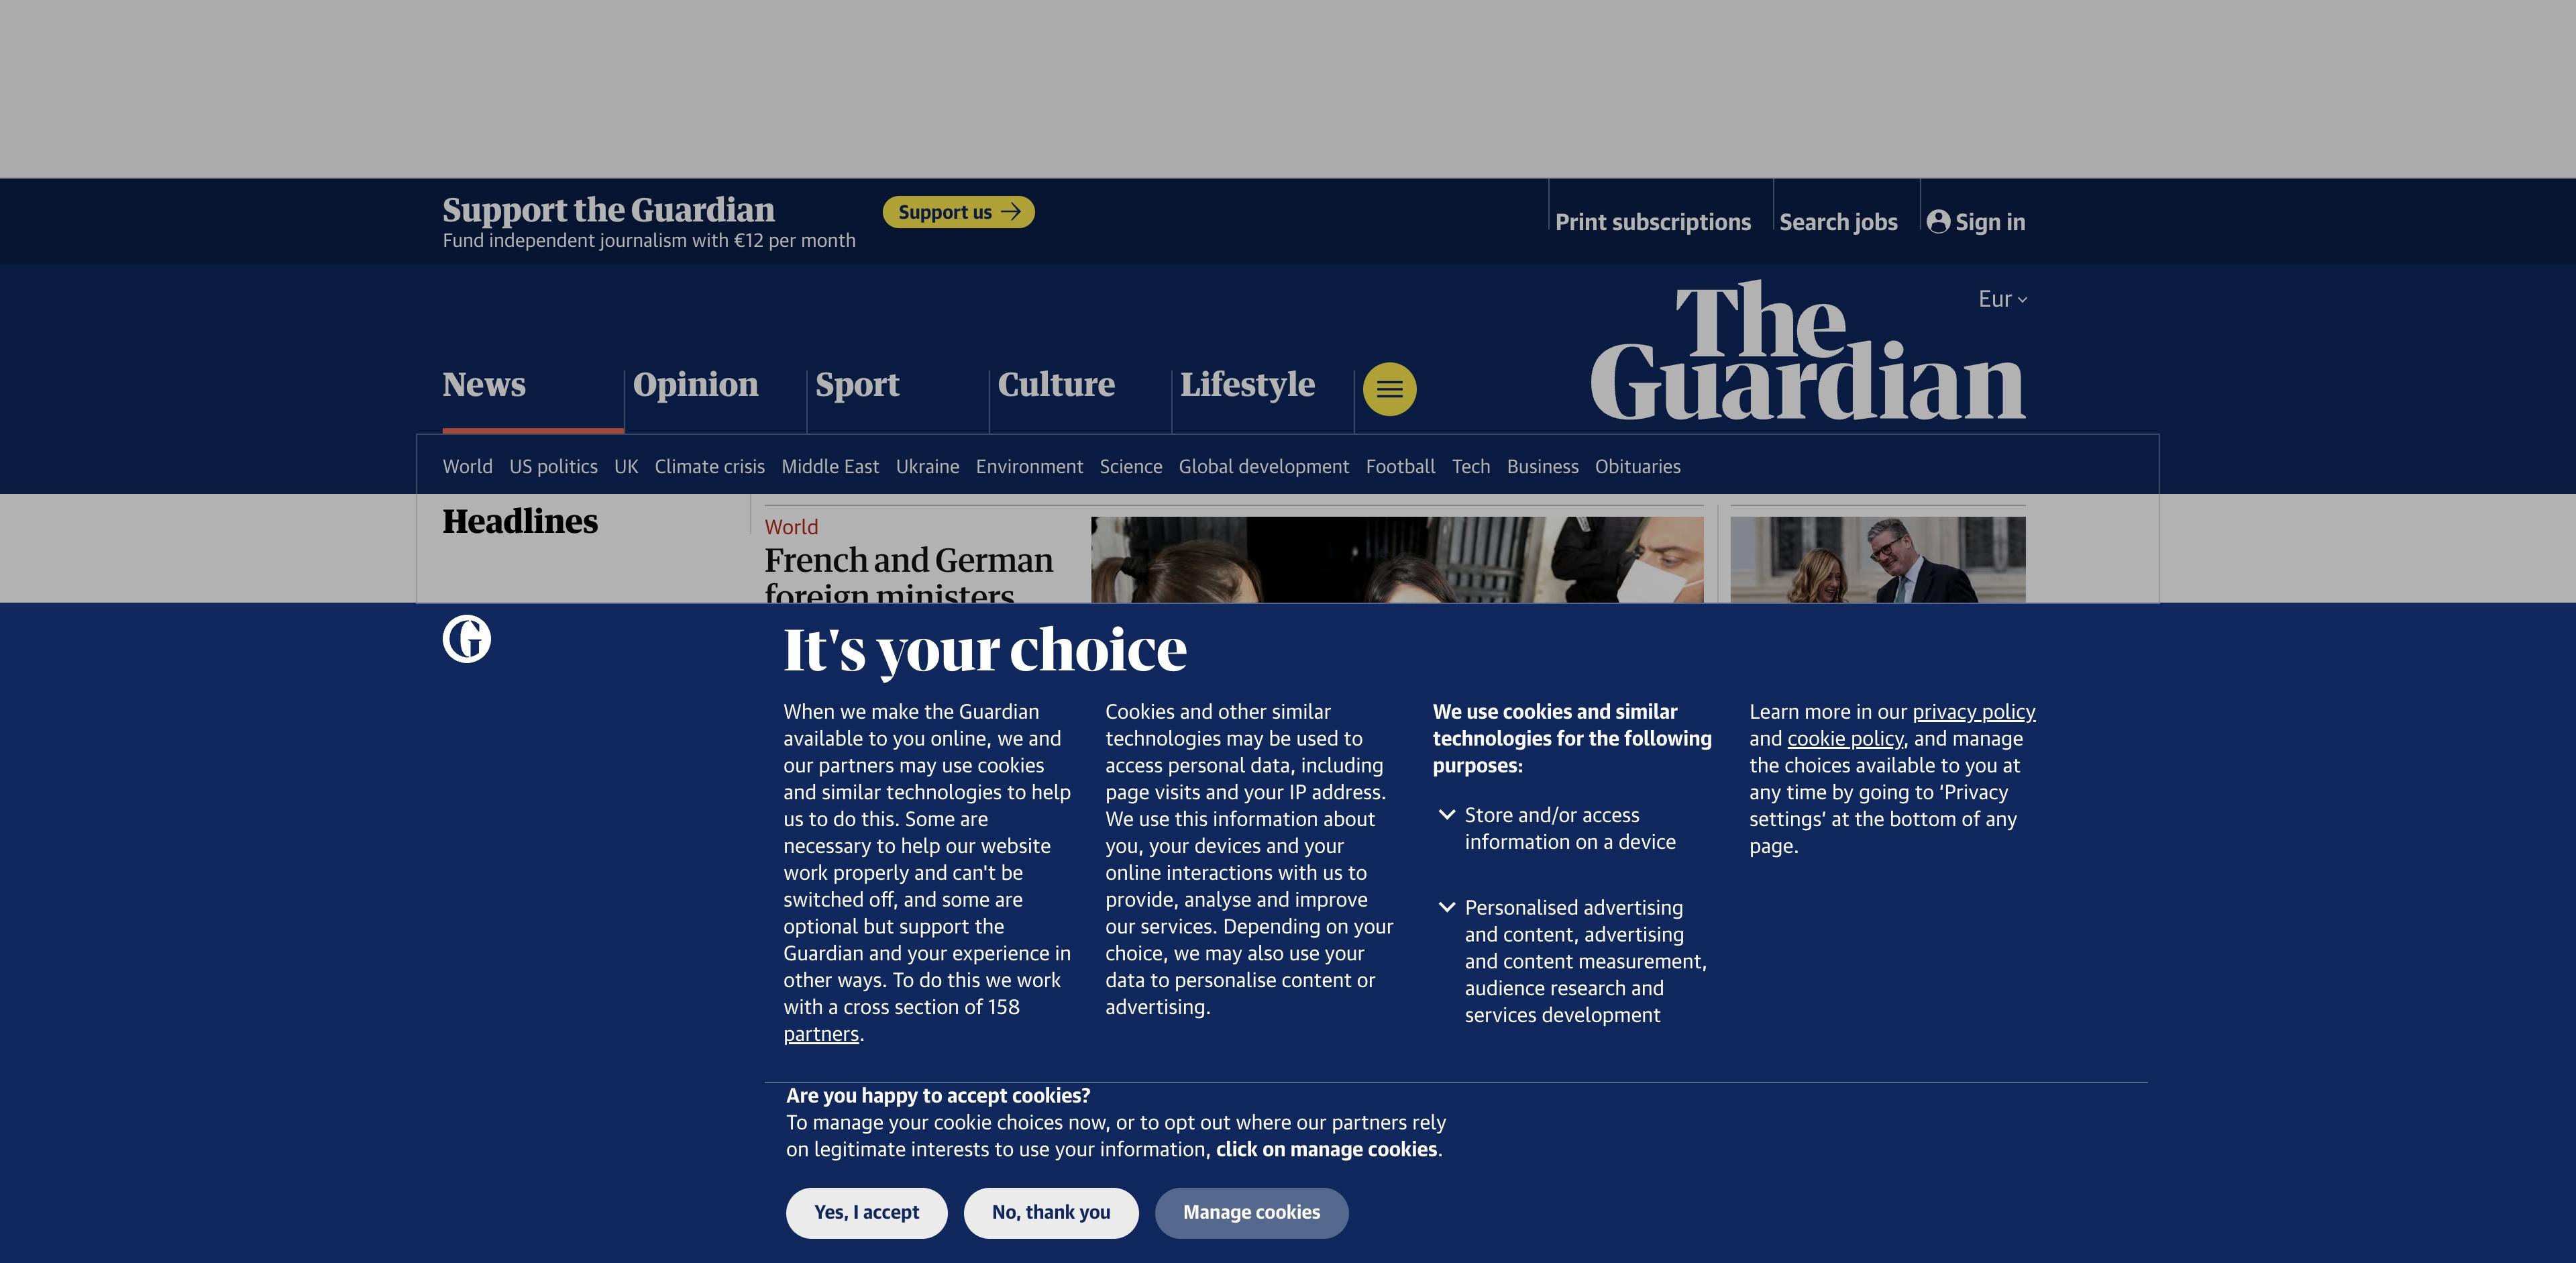 Support the Guardian
Fund independent journalism with €12 per month
Support us
Print subscriptions
Search jobs
Sign in
The
Guardian
Eur
News
Opinion
Sport
Culture
Lifestyle
World US politics UK Climate crisis Middle East Ukraine Environment Science Global development Football Tech Business Obituaries
Headlines
World
French and German
foreign ministers
G
It's your choice
When we make the Guardian
available to you online, we and
our partners may use cookies
and similar technologies to help
us to do this. Some are
necessary to help our website
work properly and can't be
switched off, and some are
optional but support the
Guardian and your experience in
other ways. To do this we work
with a cross section of 158
partners.
Cookies and other similar
technologies may be used to
access personal data, including
page visits and your IP address.
We use this information about
you, your devices and your
online interactions with us to
provide, analyse and improve
our services. Depending on your
choice, we may also use your
data to personalise content or
advertising.
We use cookies and similar
technologies for the following
purposes:
Store and/or access
information on a device
Personalised advertising
and content, advertising
and content measurement,
audience research and
services development
Learn more in our privacy policy
and cookie policy, and manage
the choices available to you at
any time by going to ‘Privacy
settings’ at the bottom of any
page.
Are you happy to accept cookies?
To manage your cookie choices now, or to opt out where our partners rely
on legitimate interests to use your information, click on manage cookies.
Yes, I accept
No, thank you
Manage cookies